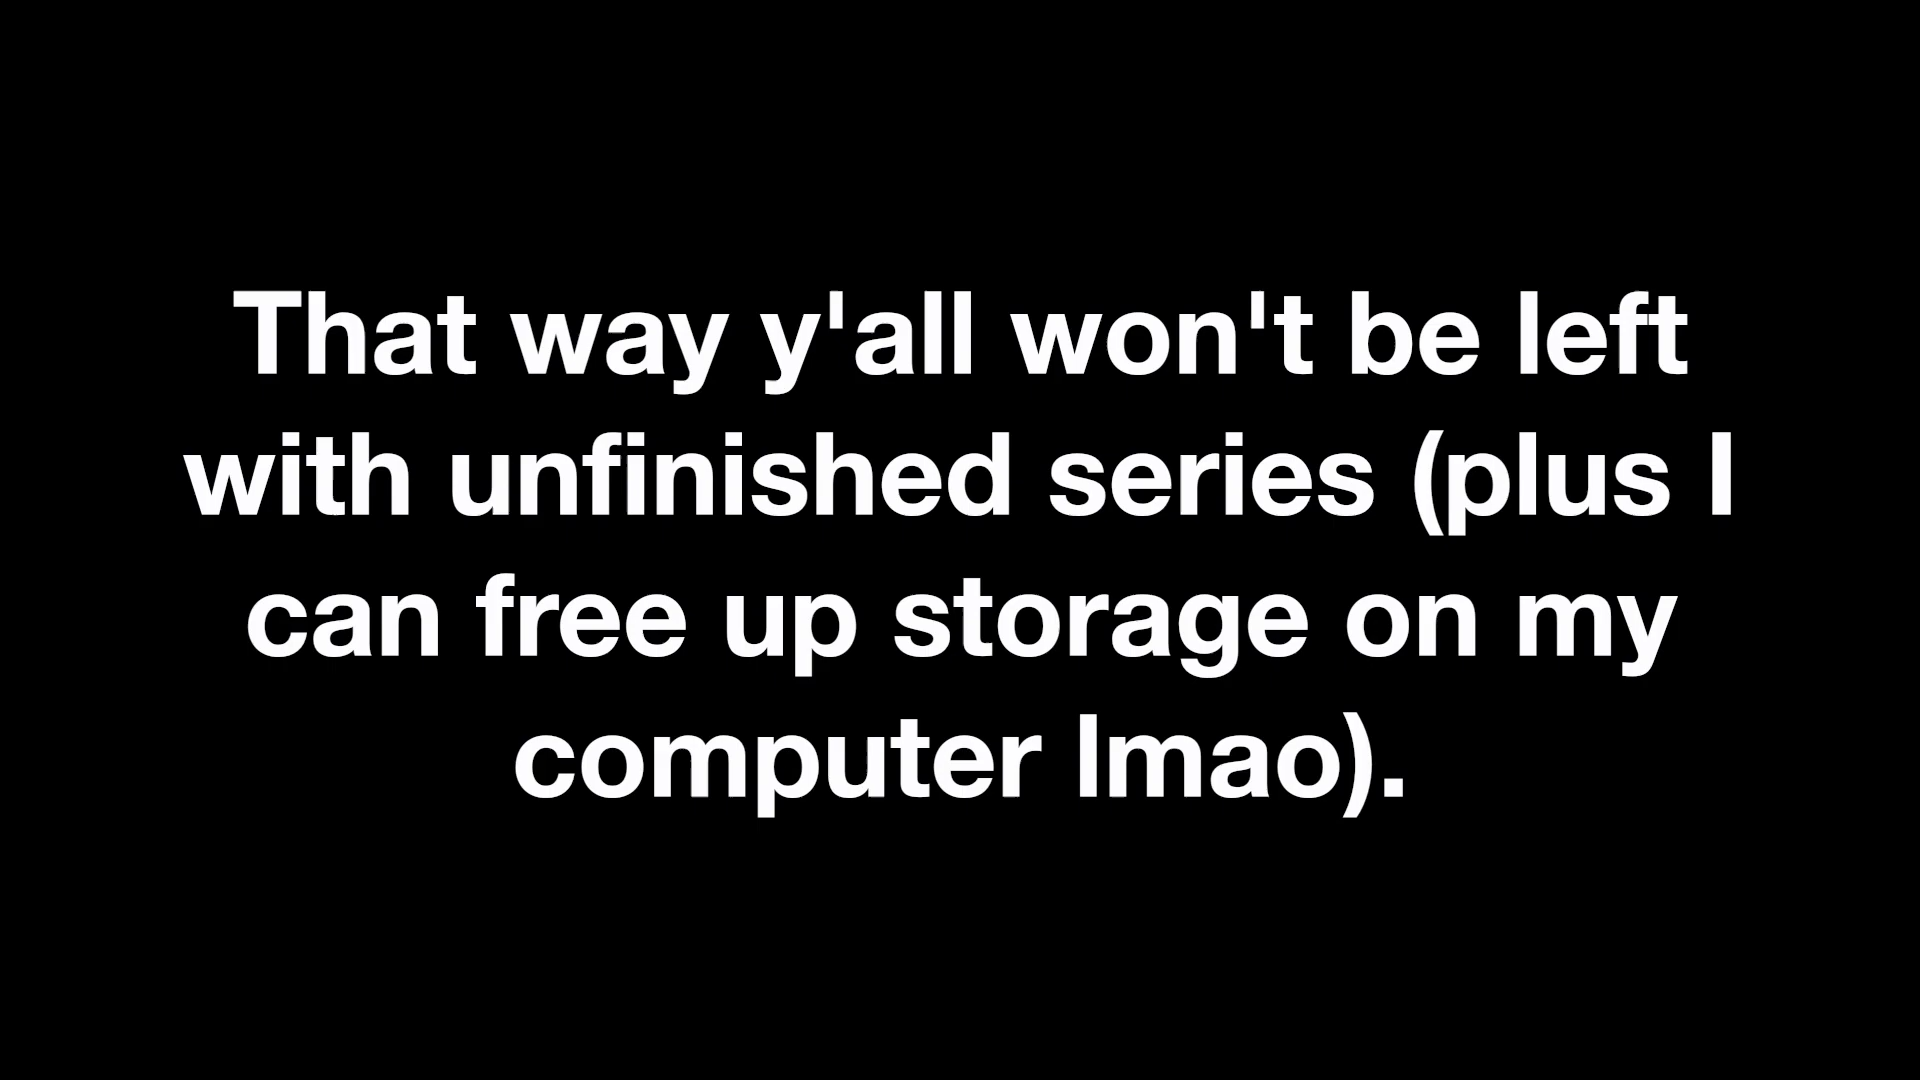 That way y'all won't be left
with unfinished series (plus I
can free up storage on my
computer lmao).